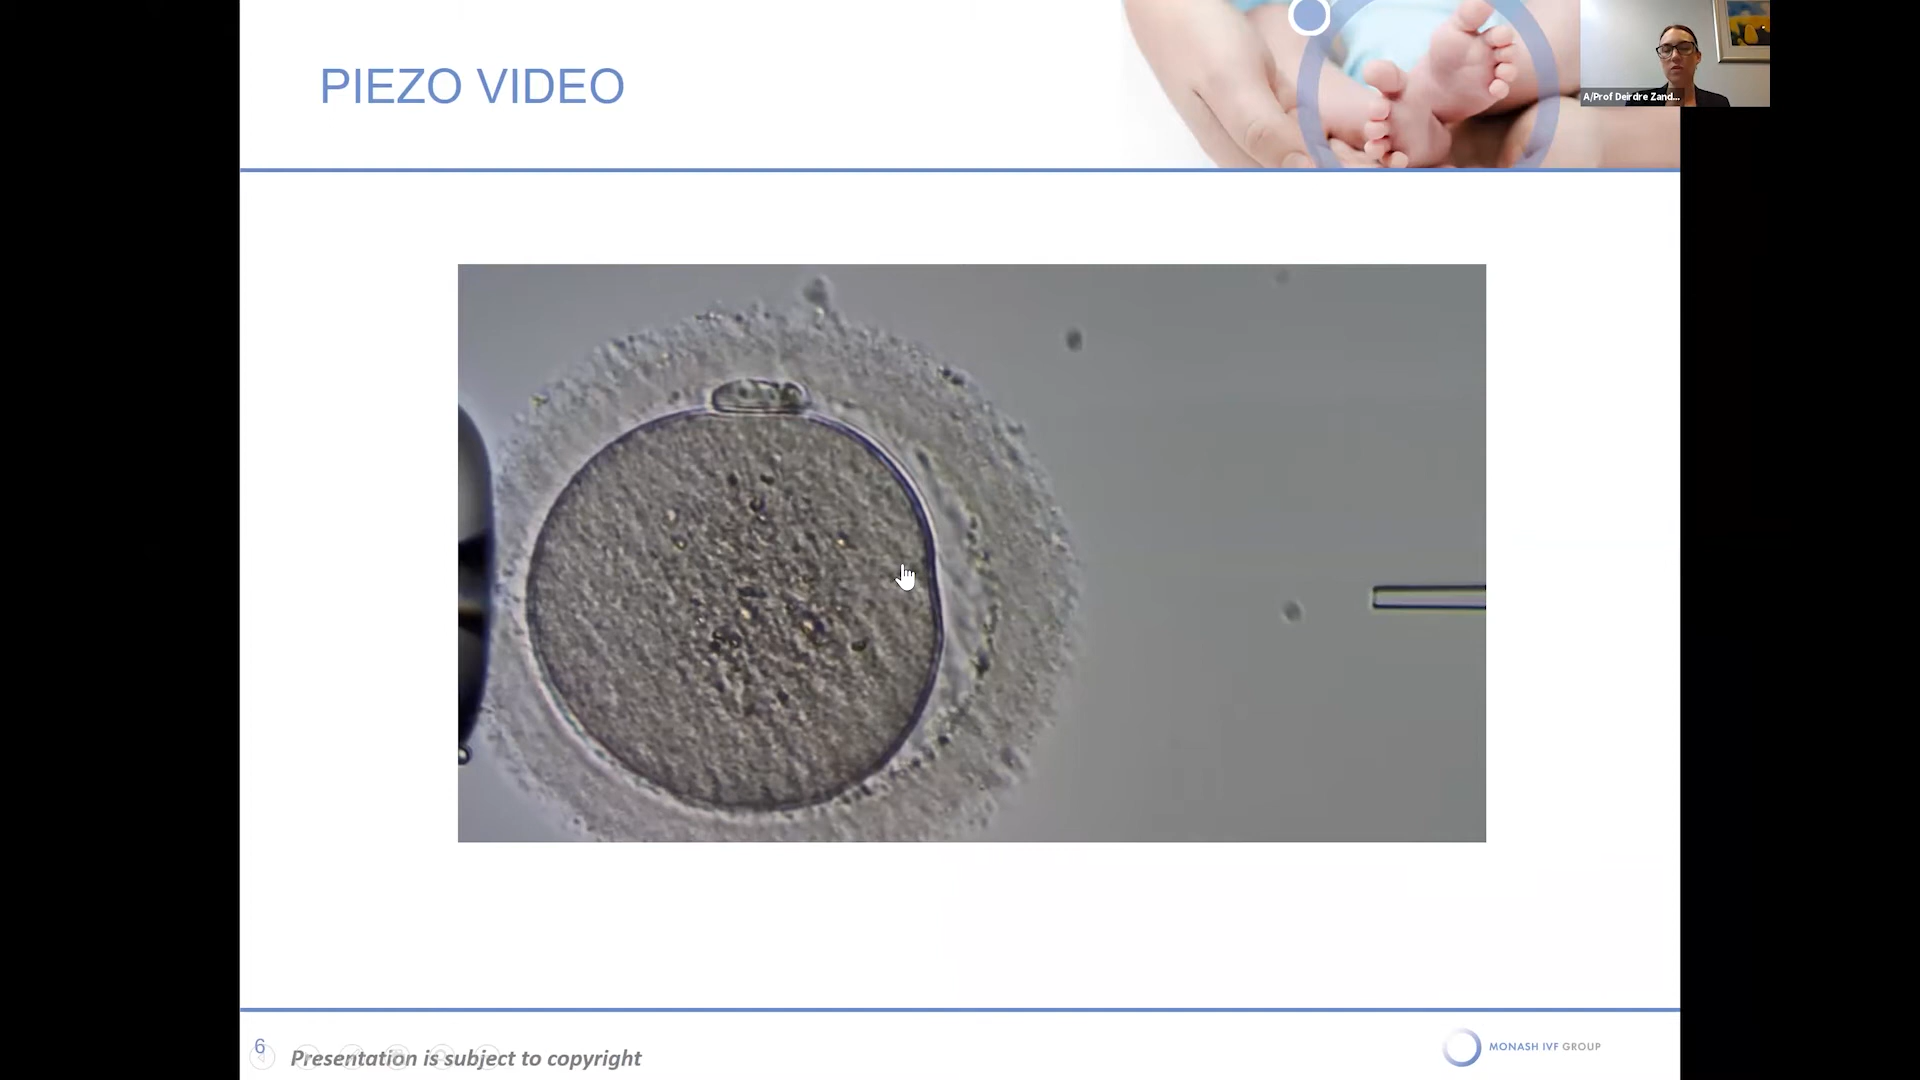 PIEZO VIDEO
A/Prof Deirdre Zand...
6
Presentation is subject to copyright
MONASH IVF GROUP